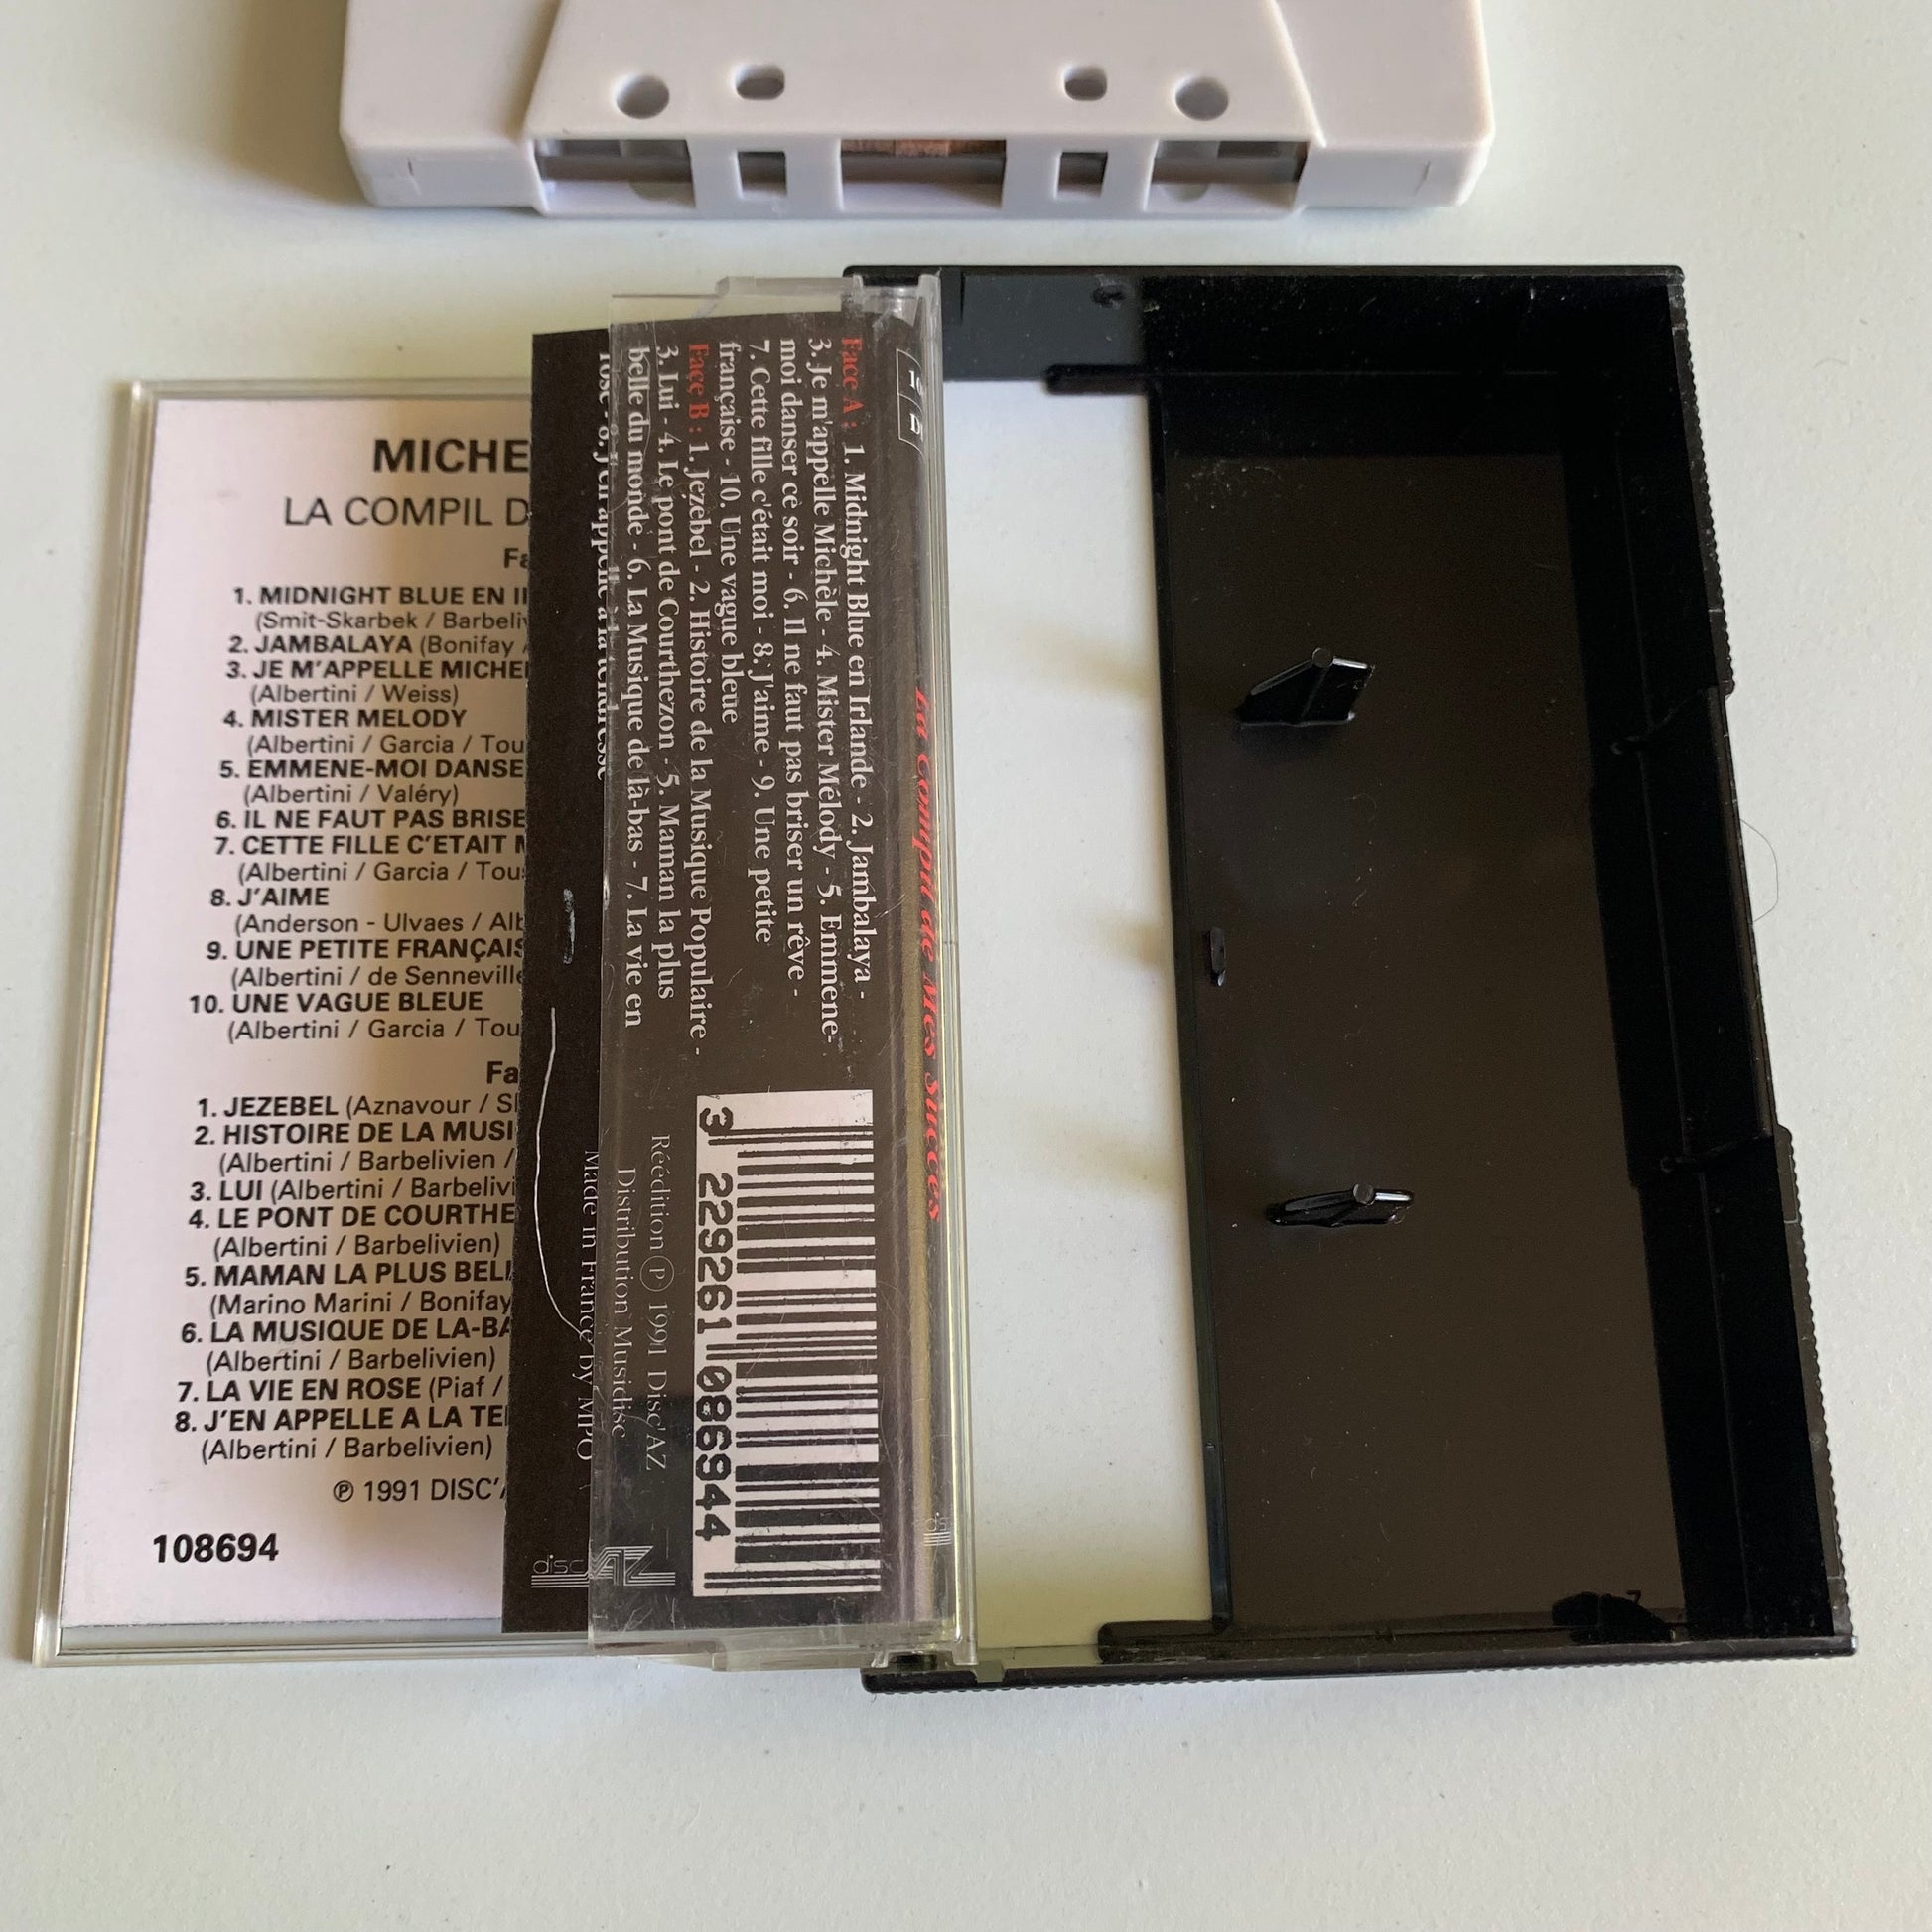 MICHE
LA COMPIL D
Fa
1. MIDNIGHT BLUE EN I
(Smit-Skarbek / Barbeliv
2. JAMBALAYA (Bonifay /
3. JE M'APPELLE MICHE
(Albertini / Weiss)
4. MISTER MELODY
(Albertini / Garcia / Tou
5. EMMENE-MOI DANSE
(Albertini / Valéry)
6. IL NE FAUT PAS BRISE
7. CETTE FILLE C'ETAIT M
(Albertini / Garcia / Tou
8. J'AIME
(Anderson - Ulvaes / Alb
9. UNE PETITE FRANÇAIS
(Albertini / de Senneville
10. UNE VAGUE BLEUE
(Albertini / Garcia / Tou
Fa
1. JEZEBEL (Aznavour / S
2. HISTOIRE DE LA MUSI
(Albertini / Barbelivien /
3. LUI (Albertini / Barbelivi
4. LE PONT DE COURTHE
(Albertini / Barbelivien)
5. MAMAN LA PLUS BELL
(Marino Marini / Bonifay
6. LA MUSIQUE DE LA-BA
(Albertini / Barbelivien)
7. LA VIE EN ROSE (Piaf /
8. J'EN APPELLE A LA TE
(Albertini / Barbelivien)
℗ 1991 DISC'A
108694
La compil de Mes Succès
Face A : 1. Midnight Blue en Irlande - 2. Jambalaya -
3. Je m'appelle Michèle - 4. Mister Mélody - 5. Emmene-
moi danser ce soir - 6. Il ne faut pas briser un rêve -
7. Cette fille c'était moi - 8. J'aime - 9. Une petite
française - 10. Une vague bleue
Face B : 1. Jezebel - 2. Histoire de la Musique Populaire -
3. Lui - 4. Le pont de Courthezon - 5. Maman la plus
belle du monde - 6. La Musique de là-bas - 7. La vie en
rose - 8. J'en appelle à la tendresse
3 229261 086944
Réédition ℗ 1991 Disc'AZ
Distribution Musidisc
Made in France by MPO
disc AZ